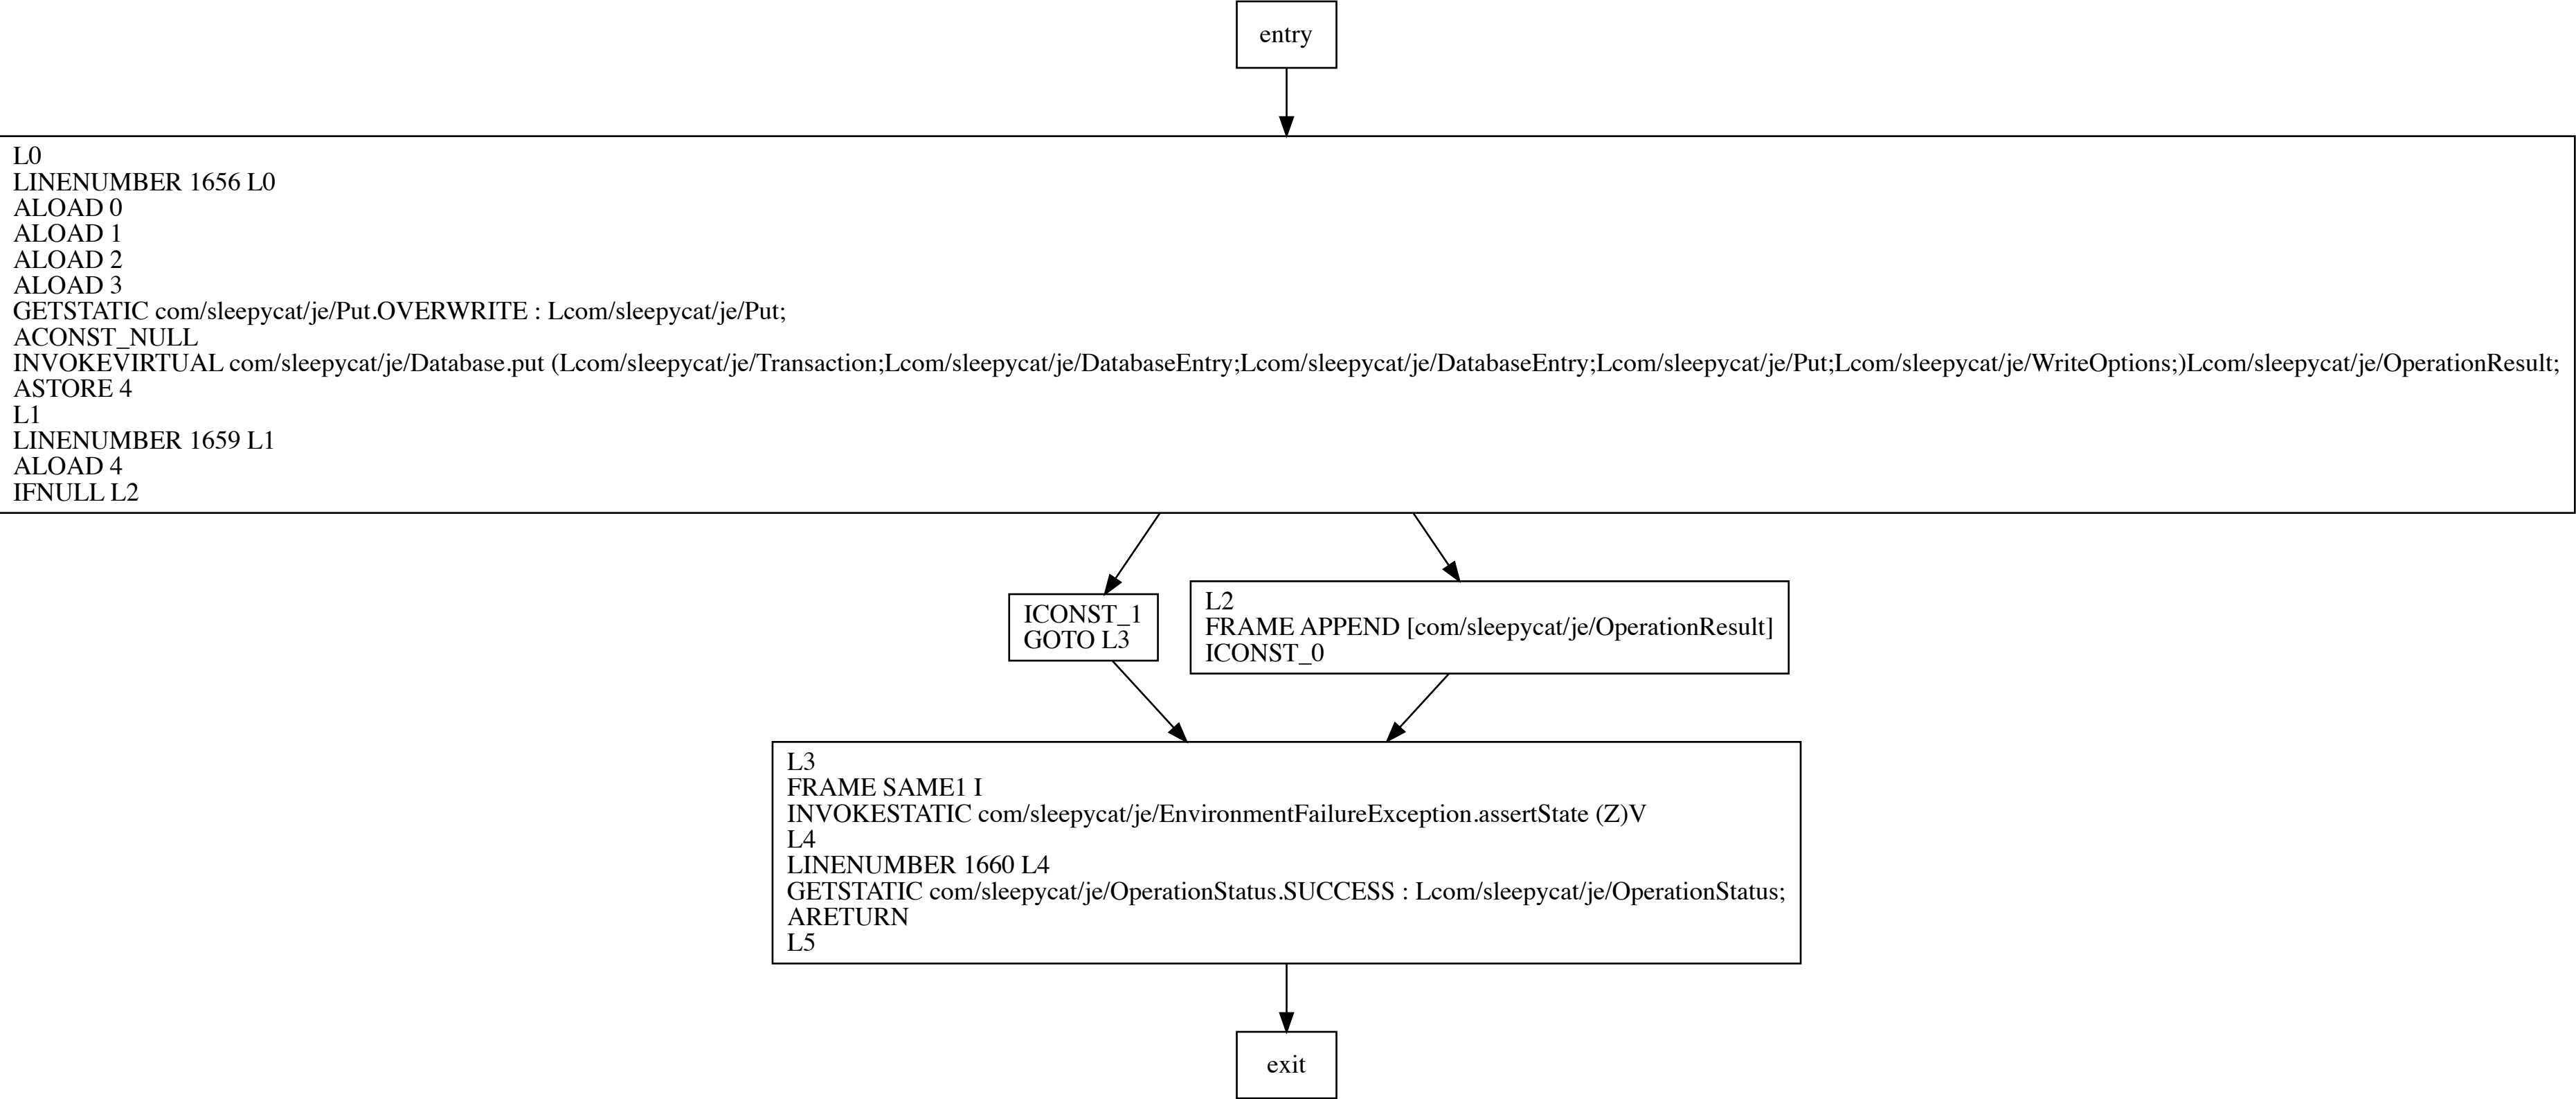 entry
L0
LINENUMBER 1656 L0
ALOAD 0
ALOAD 1
ALOAD 2
ALOAD 3
GETSTATIC com/sleepycat/je/Put.OVERWRITE : Lcom/sleepycat/je/Put;
ACONST_NULL
INVOKEVIRTUAL com/sleepycat/je/Database.put (Lcom/sleepycat/je/Transaction;Lcom/sleepycat/je/DatabaseEntry;Lcom/sleepycat/je/DatabaseEntry;Lcom/sleepycat/je/Put;Lcom/sleepycat/je/WriteOptions;)Lcom/sleepycat/je/OperationResult;
ASTORE 4
L1
LINENUMBER 1659 L1
ALOAD 4
IFNULL L2
ICONST_1
GOTO L3
L2
FRAME APPEND [com/sleepycat/je/OperationResult]
ICONST_0
L3
FRAME SAME1 I
INVOKESTATIC com/sleepycat/je/EnvironmentFailureException.assertState (Z)V
L4
LINENUMBER 1660 L4
GETSTATIC com/sleepycat/je/OperationStatus.SUCCESS : Lcom/sleepycat/je/OperationStatus;
ARETURN
L5
exit